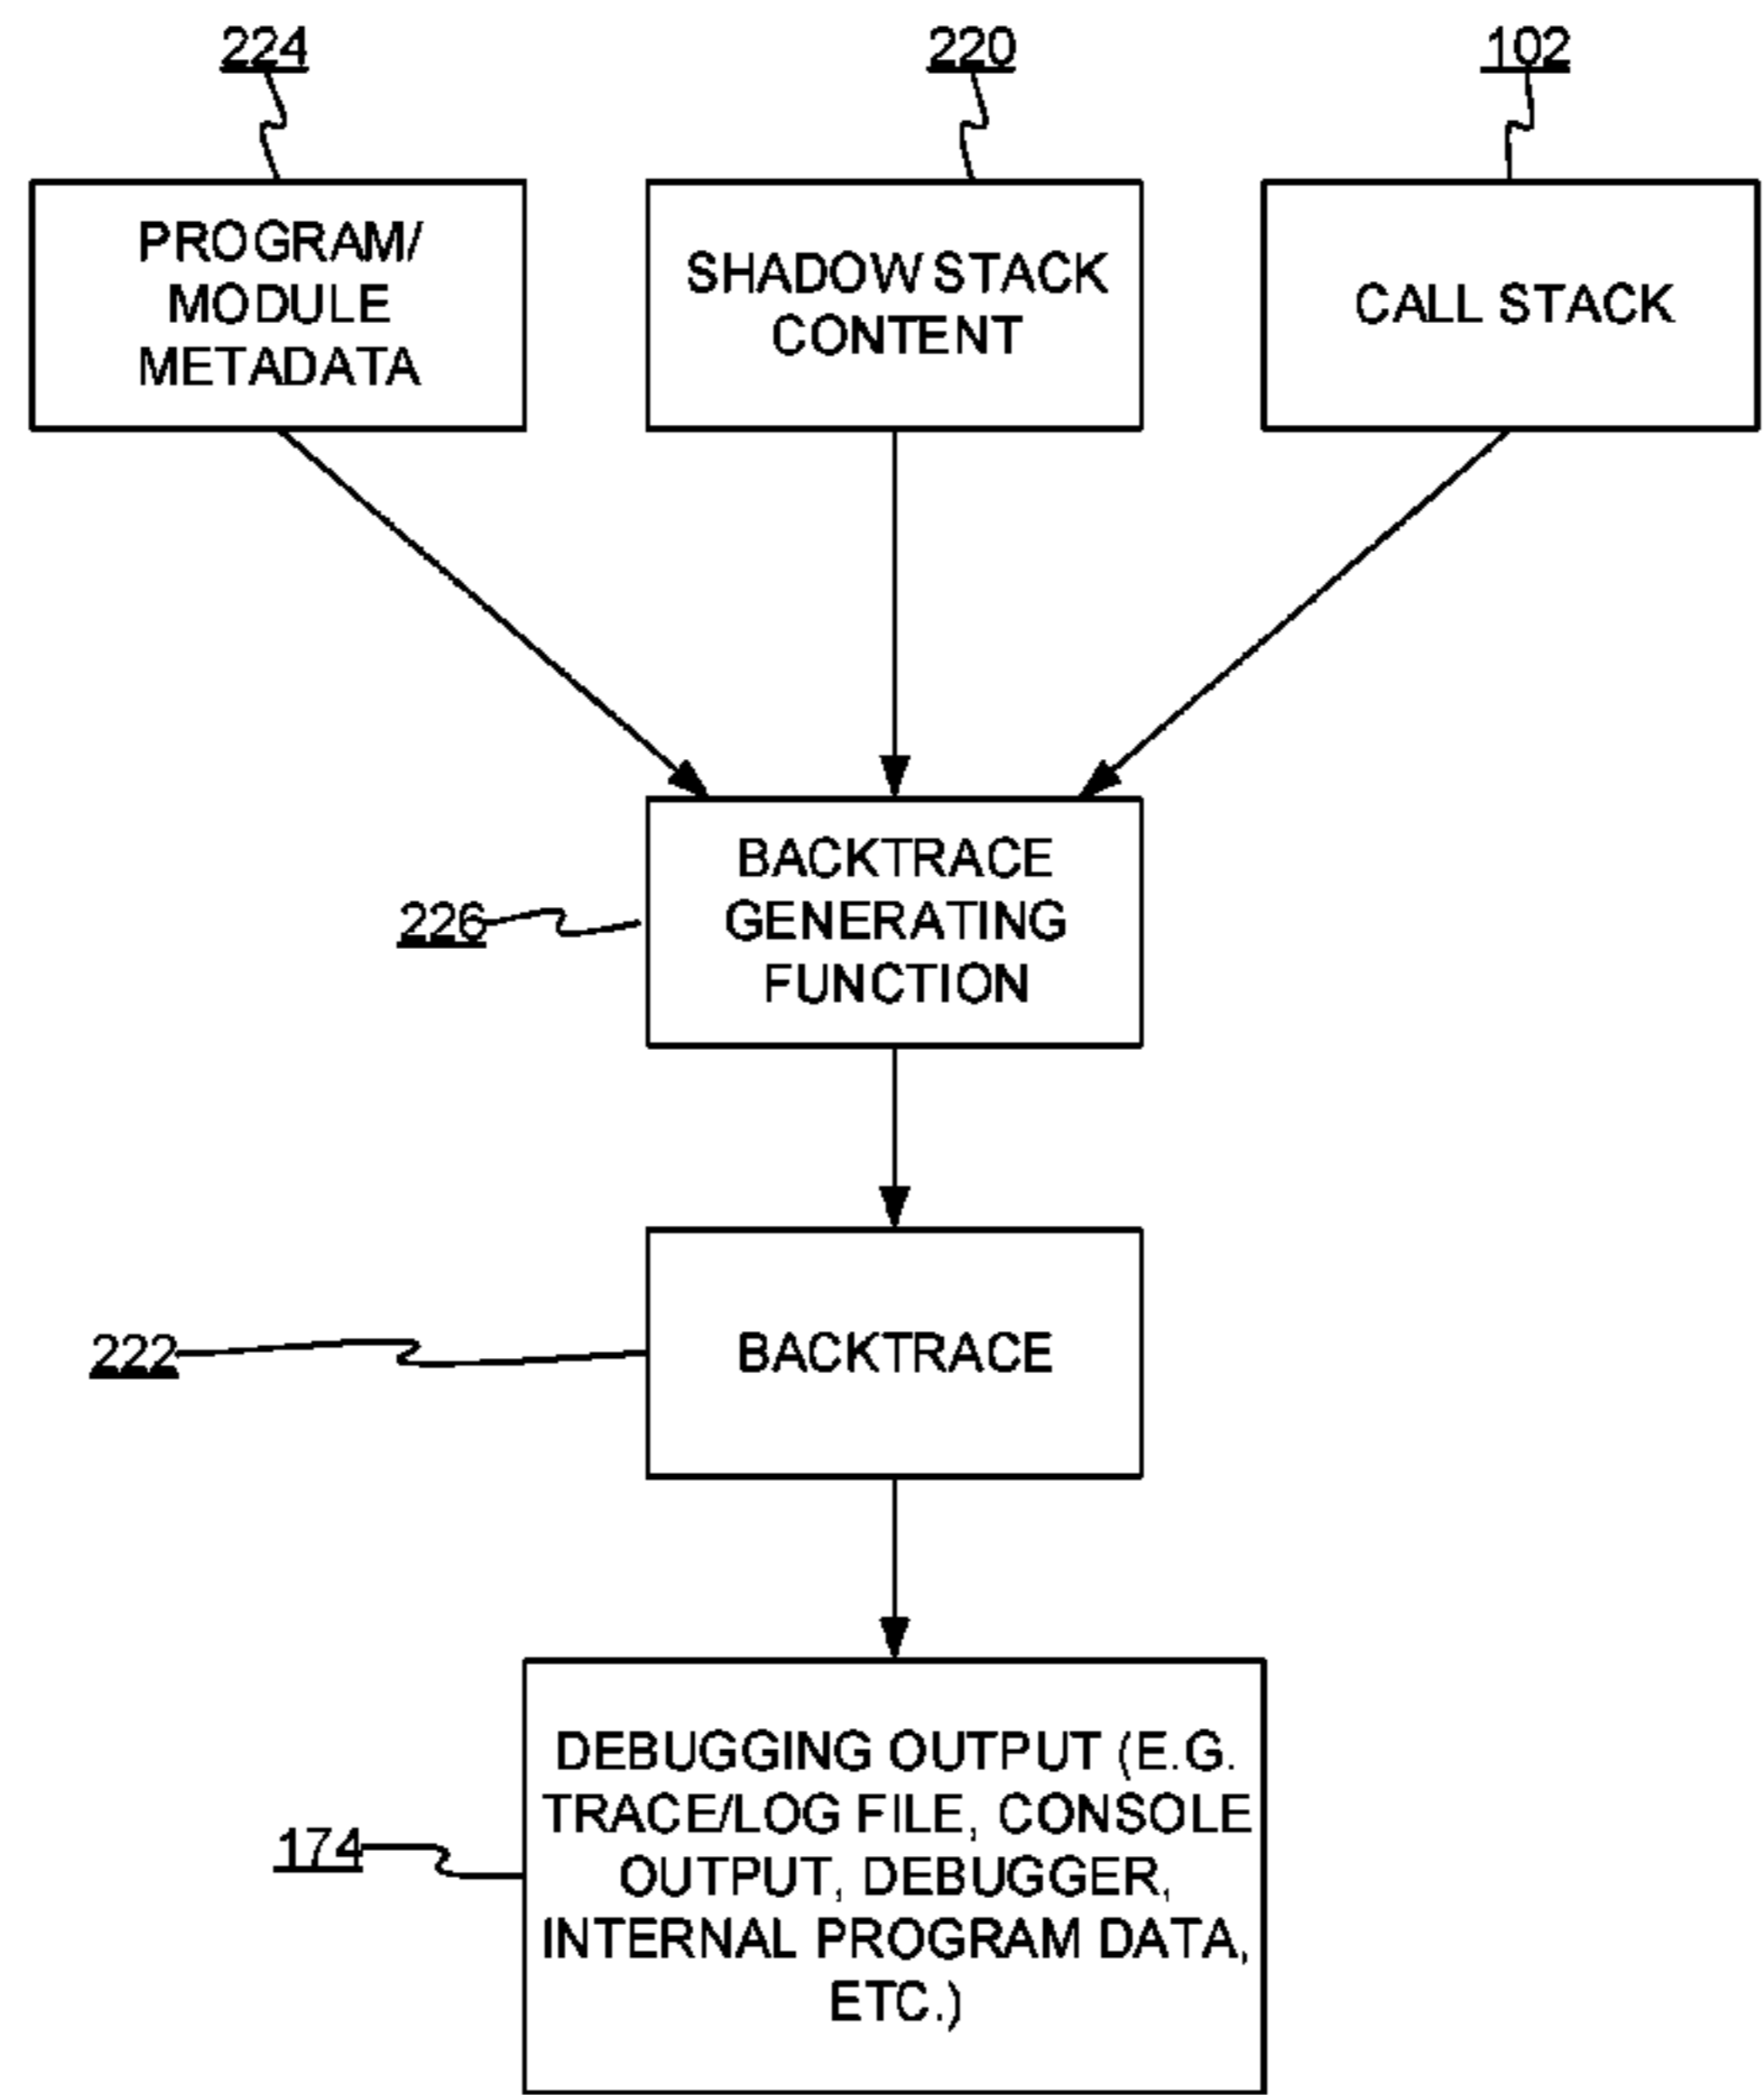 224
220
102
PROGRAM/
MODULE
METADATA
SHADOW STACK
CONTENT
CALL STACK
BACKTRACE
GENERATING
FUNCTION
226
BACKTRACE
222
DEBUGGING OUTPUT (E.G.
TRACE/LOG FILE, CONSOLE
OUTPUT, DEBUGGER,
INTERNAL PROGRAM DATA,
ETC.)
174